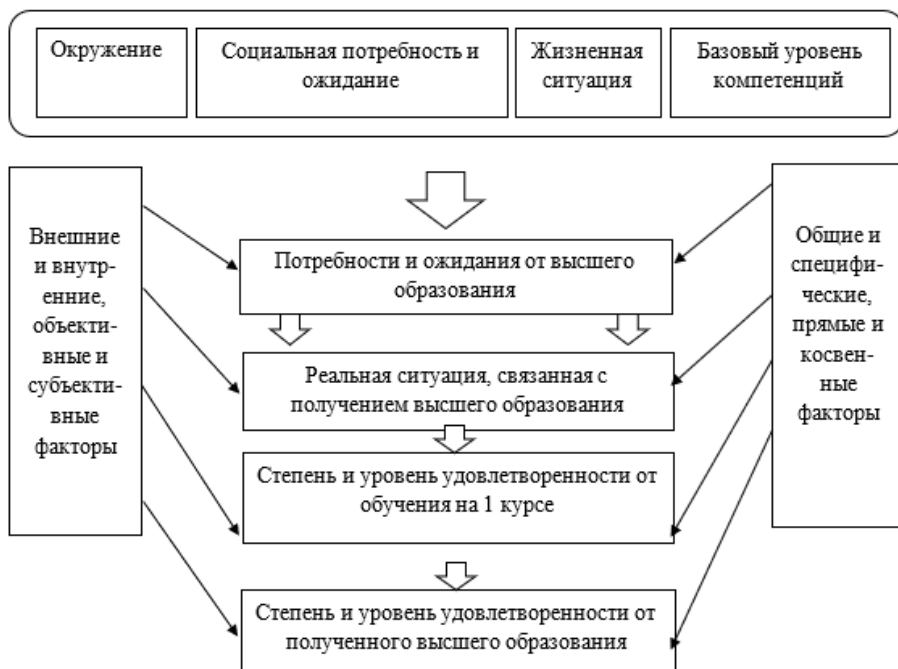 Окружение
Социальная потребность и
ожидание
Жизненная
ситуация
Базовый уровень
компетенций
Внешние
и внутр-
ренние,
объекти-
вные и
субъекти-
вные
факторы
Потребности и ожидания от высшего
образования
Реальная ситуация, связанная с
получением высшего образования
Степень и уровень удовлетворенности от
обучения на 1 курсе
Степень и уровень удовлетворенности от
полученного высшего образования
Общие и
специфи-
ческие,
прямые и
косвен-
ные
факторы